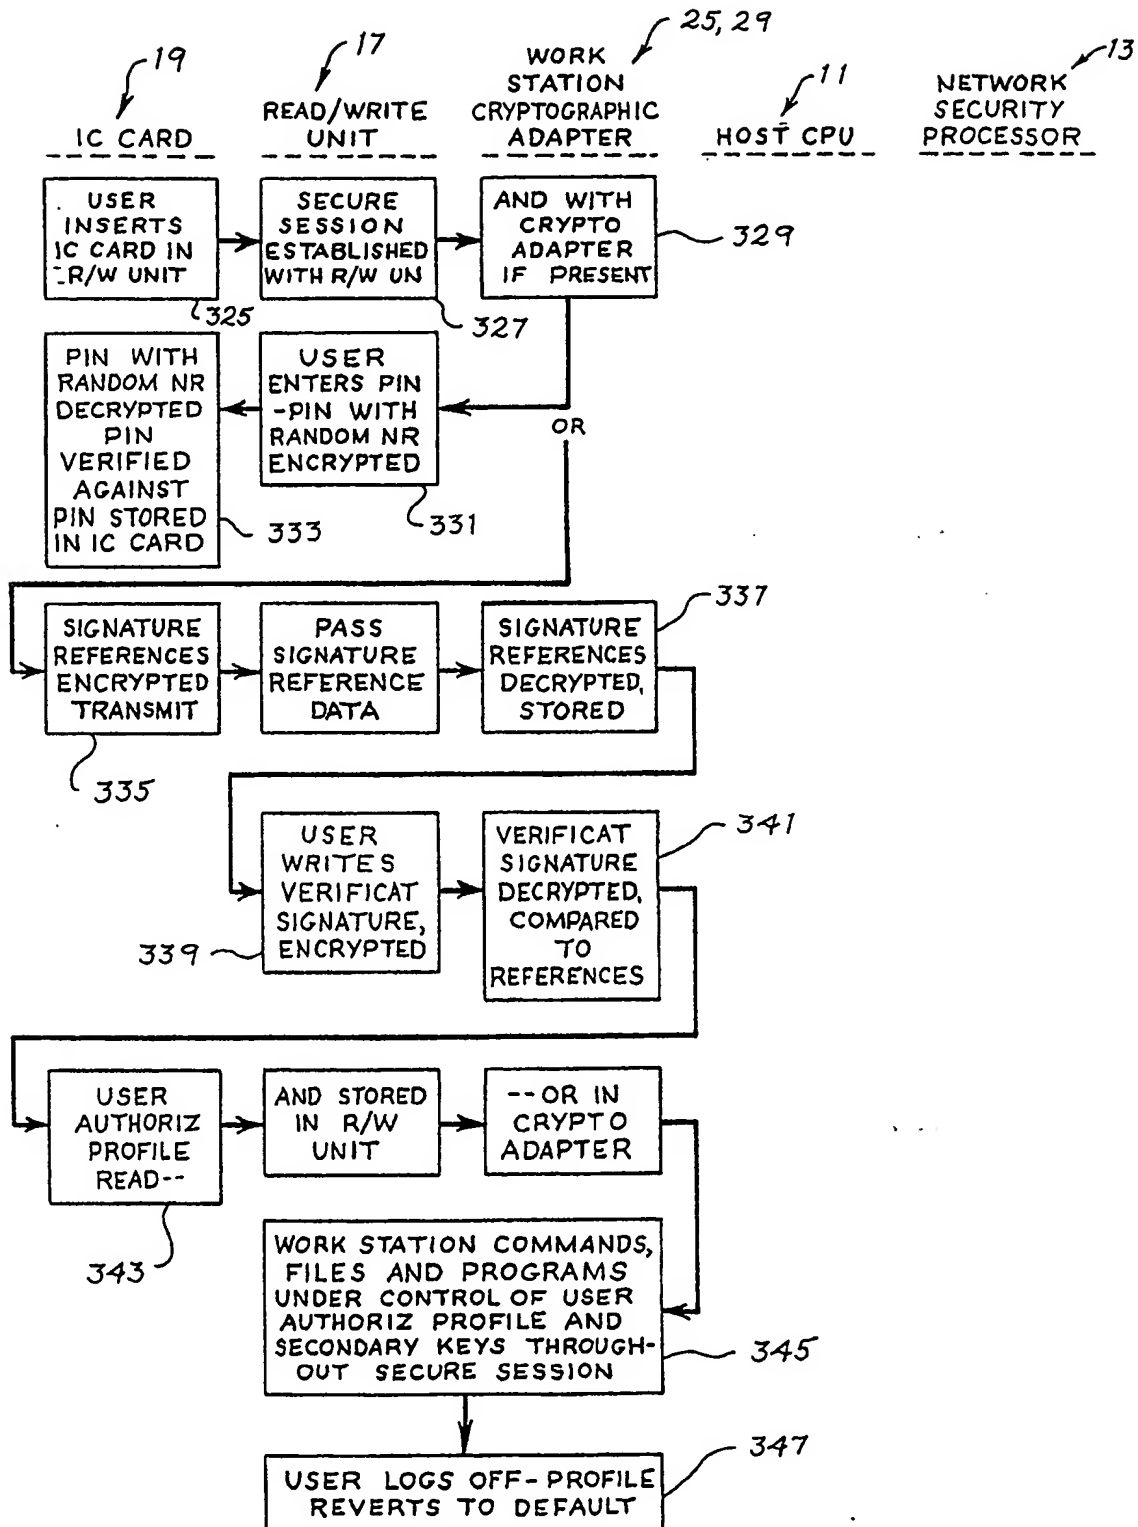 19
IC CARD
17
READ/WRITE
UNIT
25, 29
WORK
STATION
CRYPTOGRAPHIC
ADAPTER
11
HOST CPU
13
NETWORK
SECURITY
PROCESSOR
USER
INSERTS
IC CARD IN
R/W UNIT
325
SECURE
SESSION
ESTABLISHED
WITH R/W UN
327
AND WITH
CRYPTO
ADAPTER
IF PRESENT
329
PIN WITH
RANDOM NR
DECRYPTED
PIN
VERIFIED
AGAINST
PIN STORED
IN IC CARD
333
USER
ENTERS PIN
-PIN WITH
RANDOM NR
ENCRYPTED
331
OR
SIGNATURE
REFERENCES
ENCRYPTED
TRANSMIT
335
PASS
SIGNATURE
REFERENCE
DATA
SIGNATURE
REFERENCES
DECRYPTED,
STORED
337
USER
WRITES
VERIFICAT
SIGNATURE,
ENCRYPTED
339
VERIFICAT
SIGNATURE
DECRYPTED,
COMPARED
TO
REFERENCES
341
USER
AUTHORIZ
PROFILE
READ--
343
AND STORED
IN R/W
UNIT
--OR IN
CRYPTO
ADAPTER
WORK STATION COMMANDS,
FILES AND PROGRAMS
UNDER CONTROL OF USER
AUTHORIZ PROFILE AND
SECONDARY KEYS THROUGH-
OUT SECURE SESSION
345
USER LOGS OFF-PROFILE
REVERTS TO DEFAULT
347